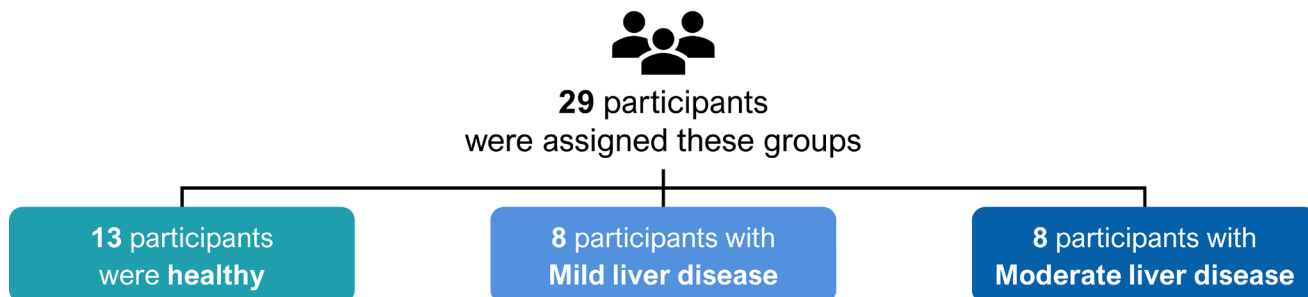 29 participants
were assigned these groups
13 participants
were healthy
8 participants with
Mild liver disease
8 participants with
Moderate liver disease